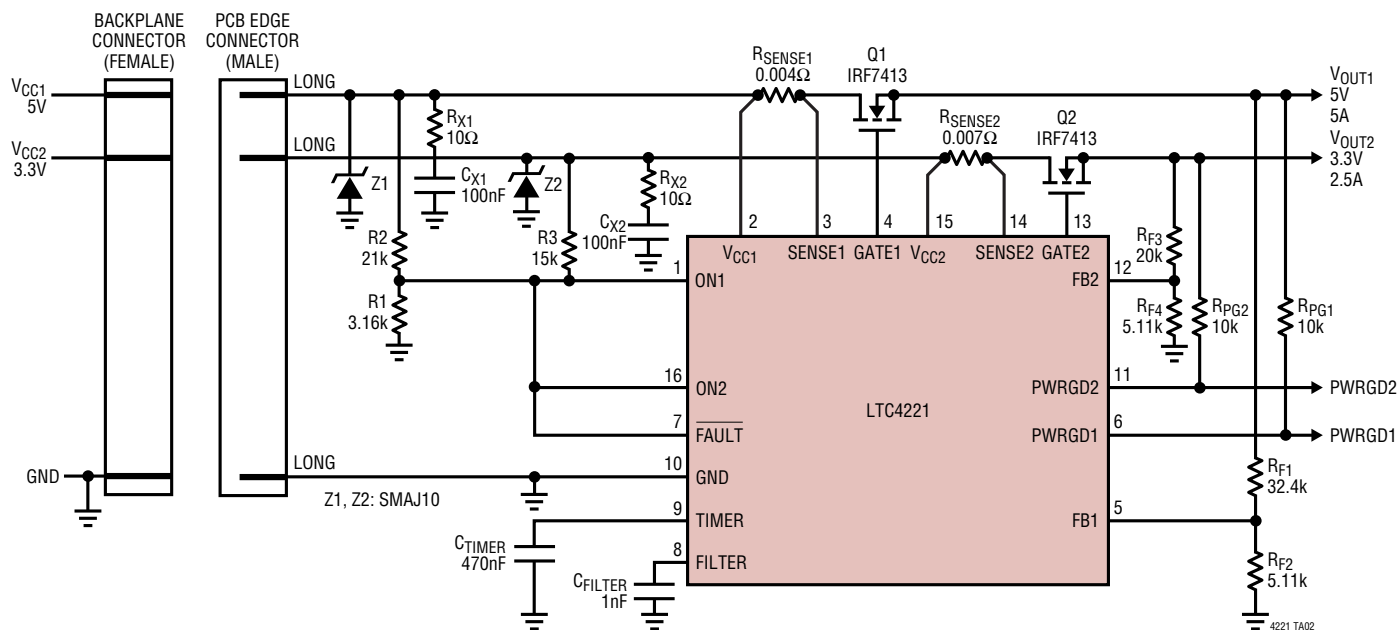 BACKPLANE
CONNECTOR
(FEMALE)
PCB EDGE
CONNECTOR
(MALE)
VCC1
5V
VCC2
3.3V
GND
LONG
LONG
LONG
Z1
R2
21k
R1
3.16k
RX1
10Ω
CX1
100nF
Z2
R3
15k
RX2
10Ω
CX2
100nF
RSENSE1
0.004Ω
Q1
IRF7413
RSENSE2
0.007Ω
Q2
IRF7413
VOUT1
5V
5A
VOUT2
3.3V
2.5A
2
3
4
15
14
13
VCC1
SENSE1
GATE1
VCC2
SENSE2
GATE2
1
ON1
16
ON2
7
FAULT
10
GND
9
TIMER
8
FILTER
LTC4221
12
FB2
11
PWRGD2
6
PWRGD1
5
FB1
RF3
20k
RF4
5.11k
RPG2
10k
RPG1
10k
PWRGD2
PWRGD1
RF1
32.4k
RF2
5.11k
Z1, Z2: SMAJ10
CTIMER
470nF
CFILTER
1nF
4221 TA02